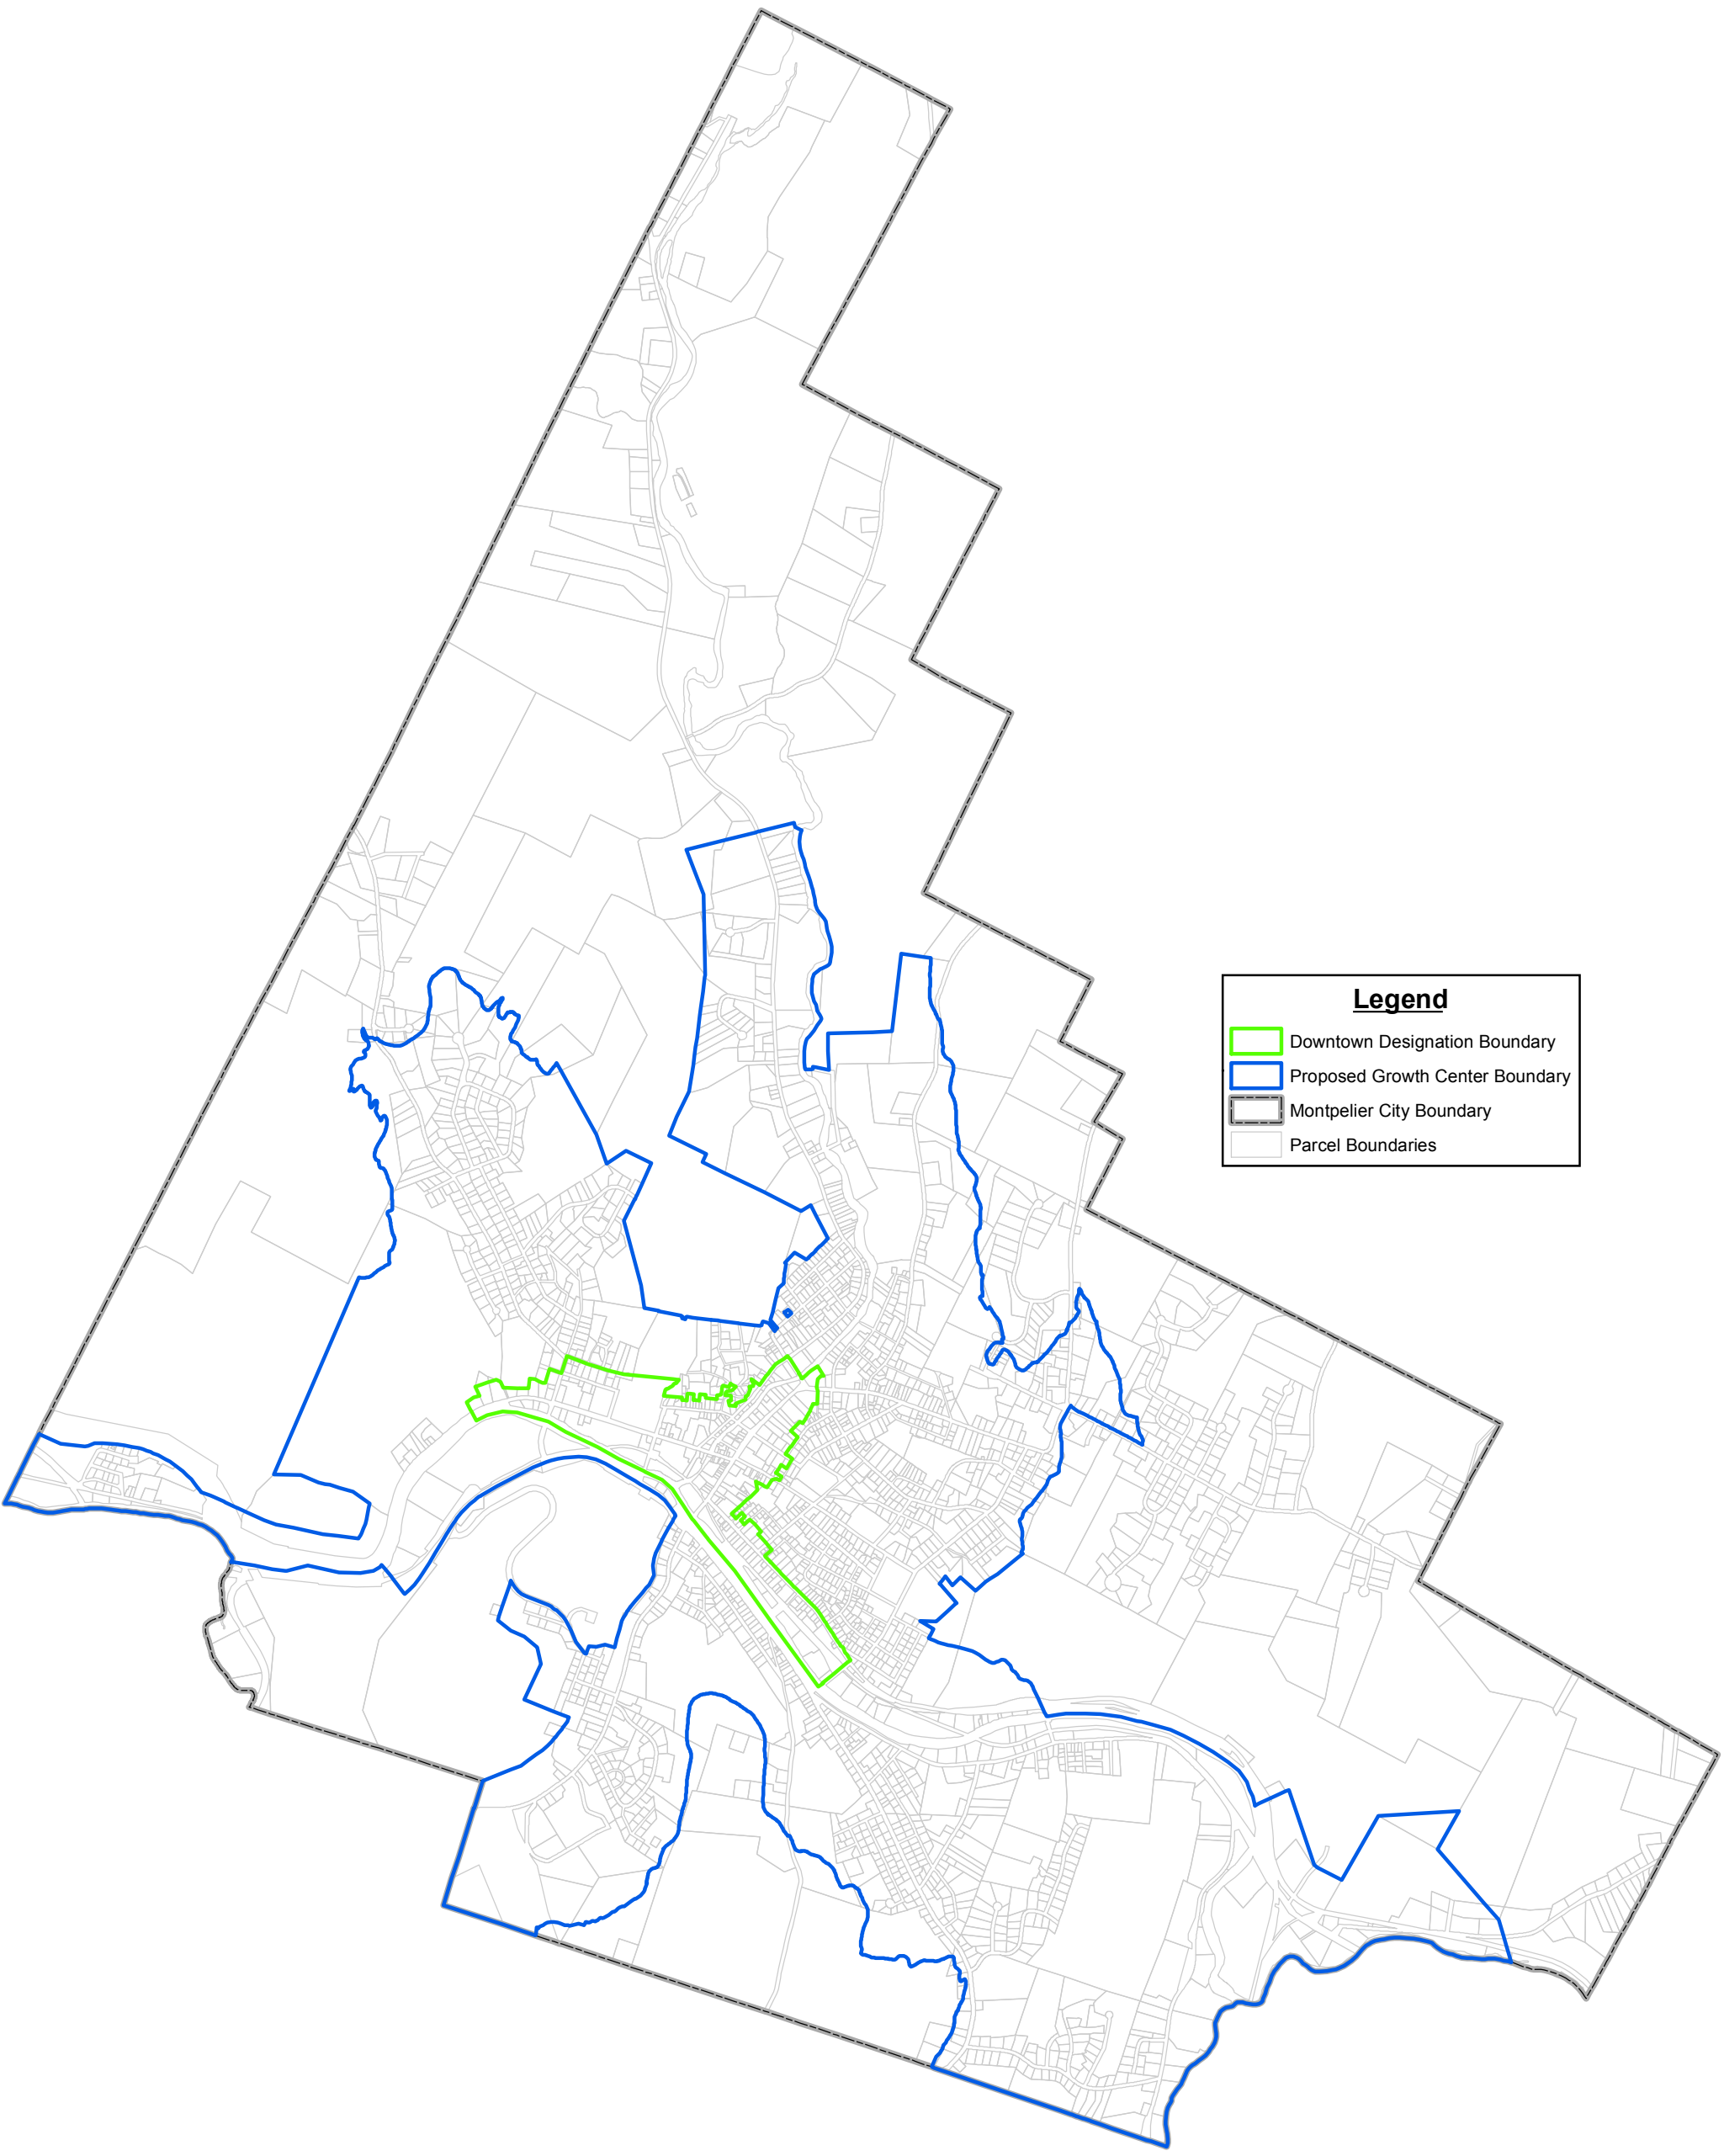 Legend
Downtown Designation Boundary
Proposed Growth Center Boundary
Montpelier City Boundary
Parcel Boundaries